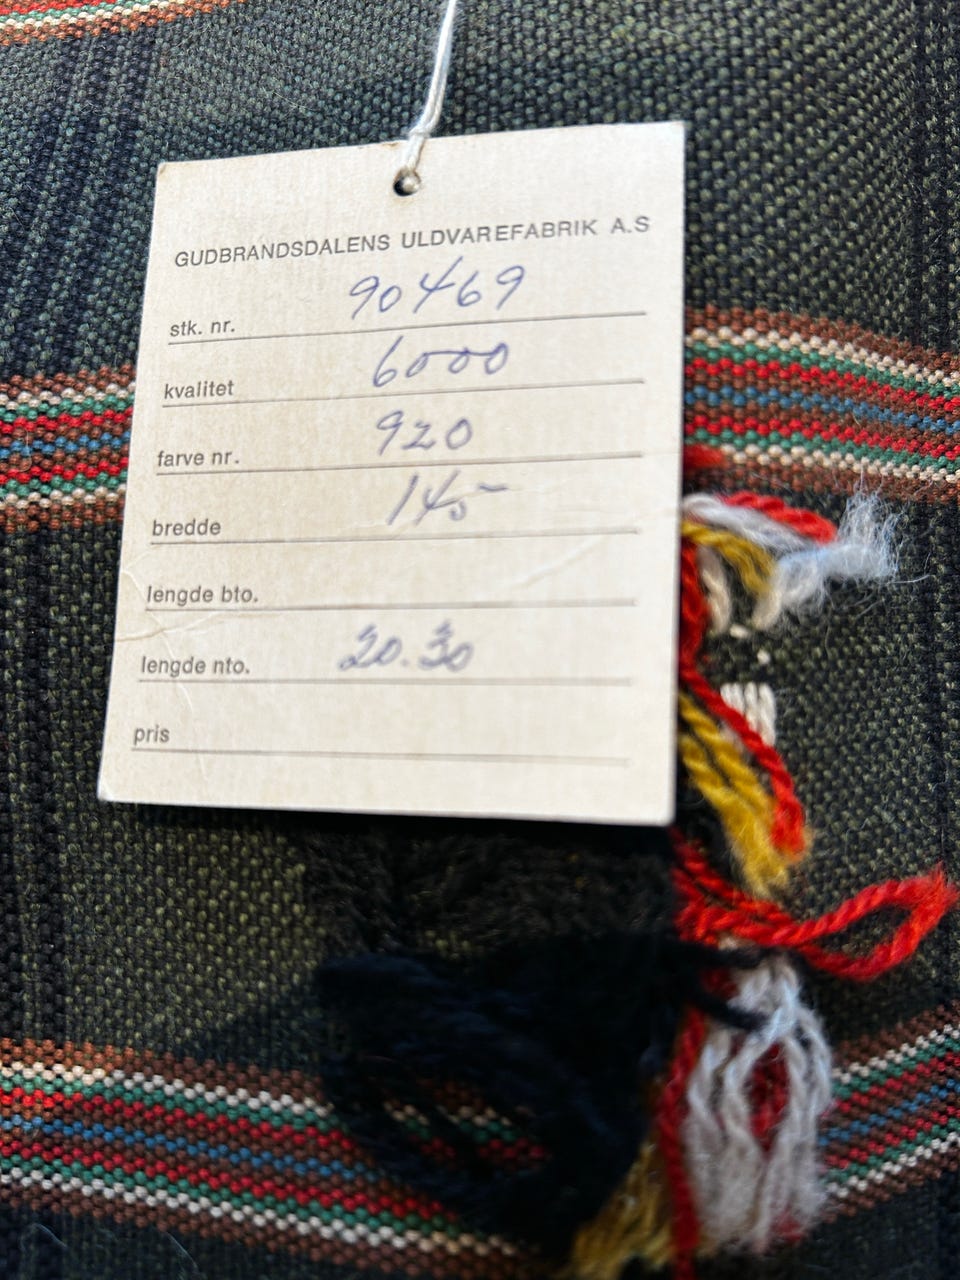 GUDBRANDSDALENS ULDVAREFABRIK A.S
stk. nr. 90469
kvalitet 6000
farve nr. 920
bredde 145
lengde bto.
lengde nto. 20.30
pris